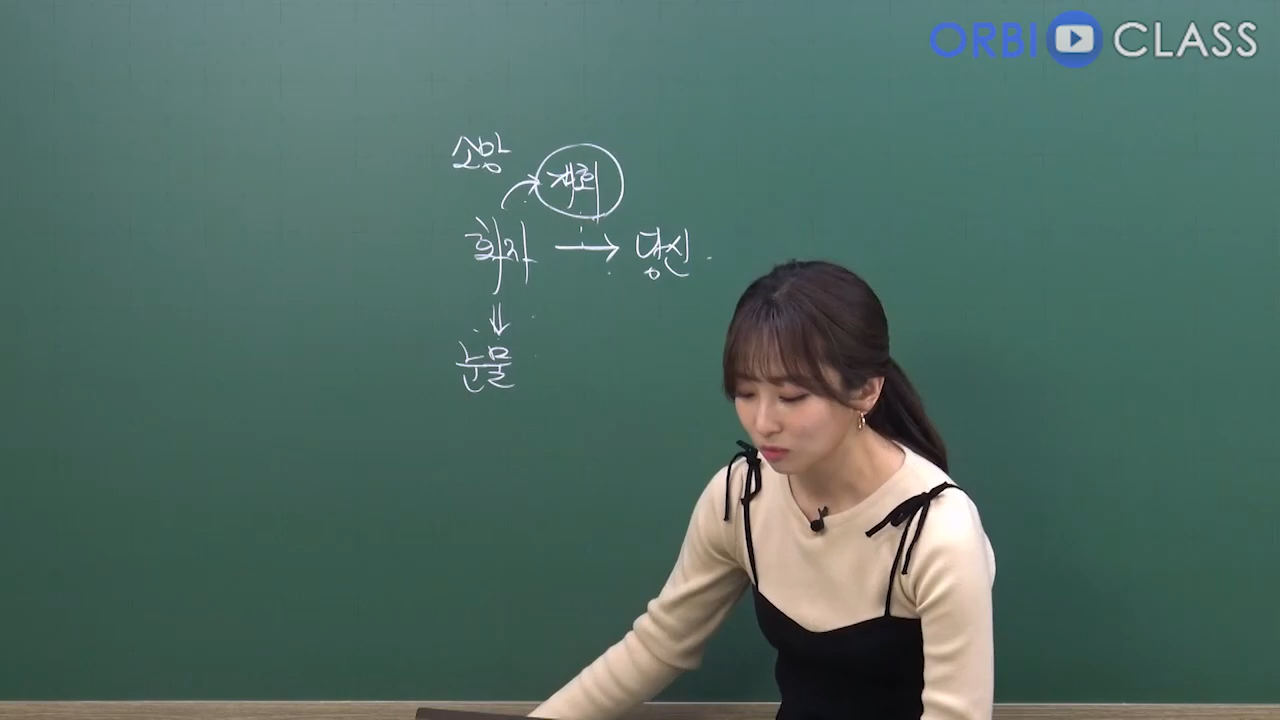 ORBI CLASS
소망
재회
화자 → 당신
⇓
눈물